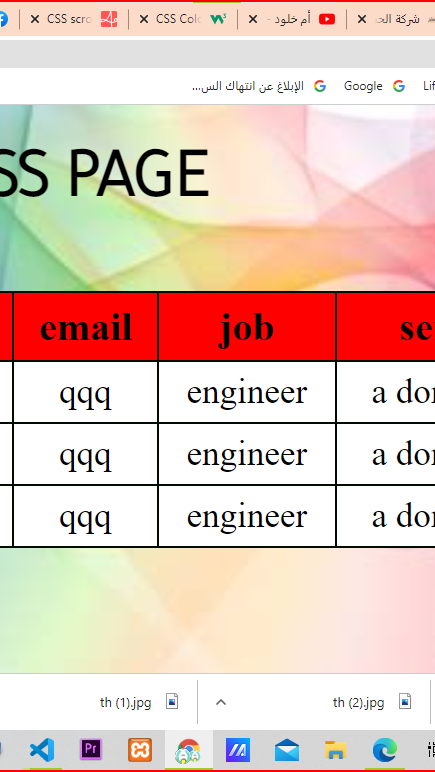 CSS scro
CSS Colo
أم خلود -
شركة الح
الإبلاغ عن انتهاك الس...
Google
Lif
SS PAGE
email job se
qqq engineer a dor
qqq engineer a dor
qqq engineer a dor
th (1).jpg
th (2).jpg
Pr